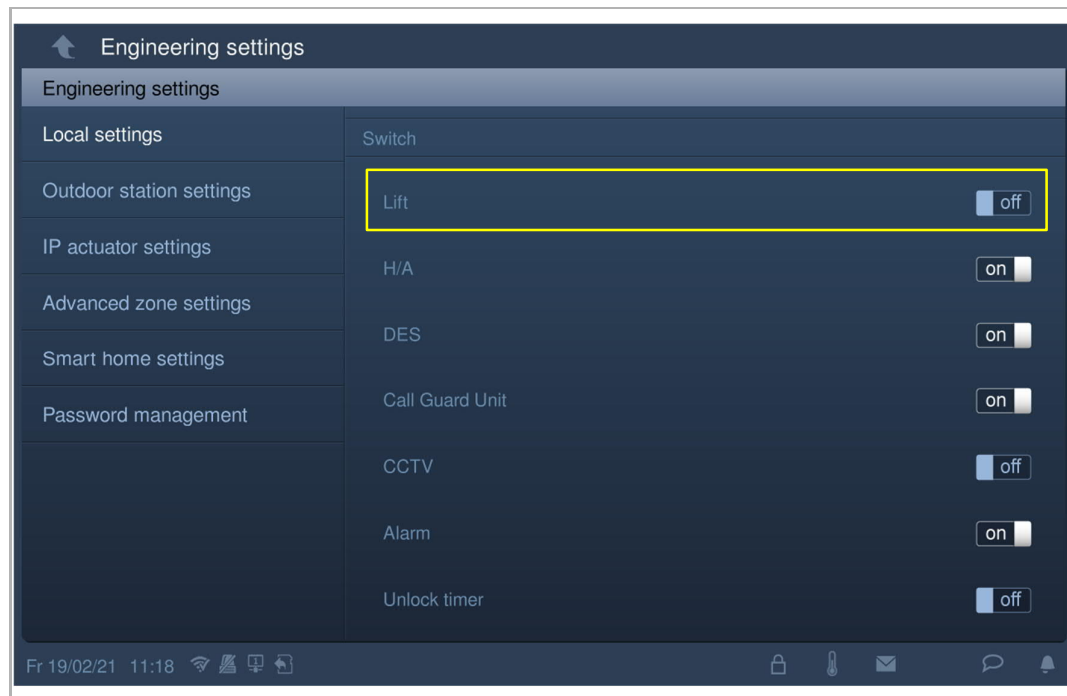 Engineering settings
Engineering settings
Local settings
Outdoor station settings
IP actuator settings
Advanced zone settings
Smart home settings
Password management
Switch
Lift off
H/A on
DES on
Call Guard Unit on
CCTV off
Alarm on
Unlock timer off
Fr 19/02/21 11:18